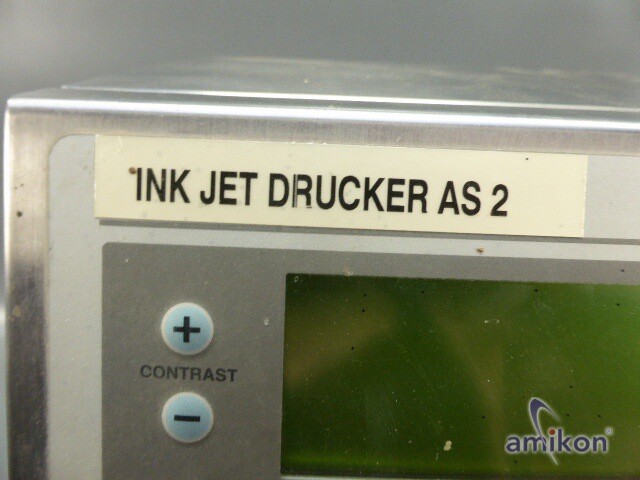 INK JET DRUCKER AS 2
+
CONTRAST
−
amikon®